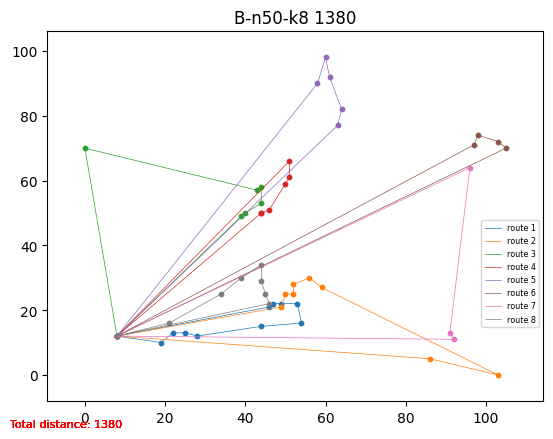 B-n50-k8 1380
100
80
60
40
20
0
0 20 40 60 80 100
route 1
route 2
route 3
route 4
route 5
route 6
route 7
route 8
Total distance: 1380